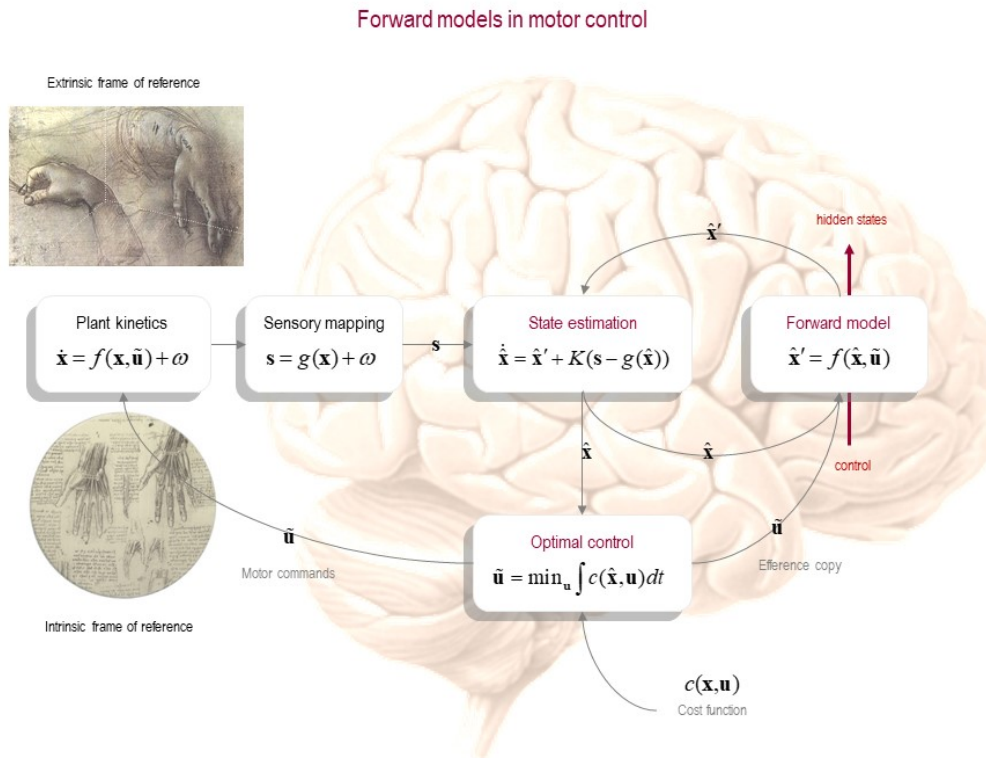 Forward models in motor control
Extrinsic frame of reference
hidden states
x̂′
Plant kinetics
ẋ = f(x,ũ) + ω
Sensory mapping
s = g(x) + ω
s
State estimation
x̂̇ = x̂′ + K(s − g(x̂))
Forward model
x̂′ = f(x̂,ũ)
x̂
x̂
control
ũ
Motor commands
Optimal control
ũ = minᵤ ∫ c(x̂,u)dt
ũ
Efference copy
Intrinsic frame of reference
c(x,u)
Cost function